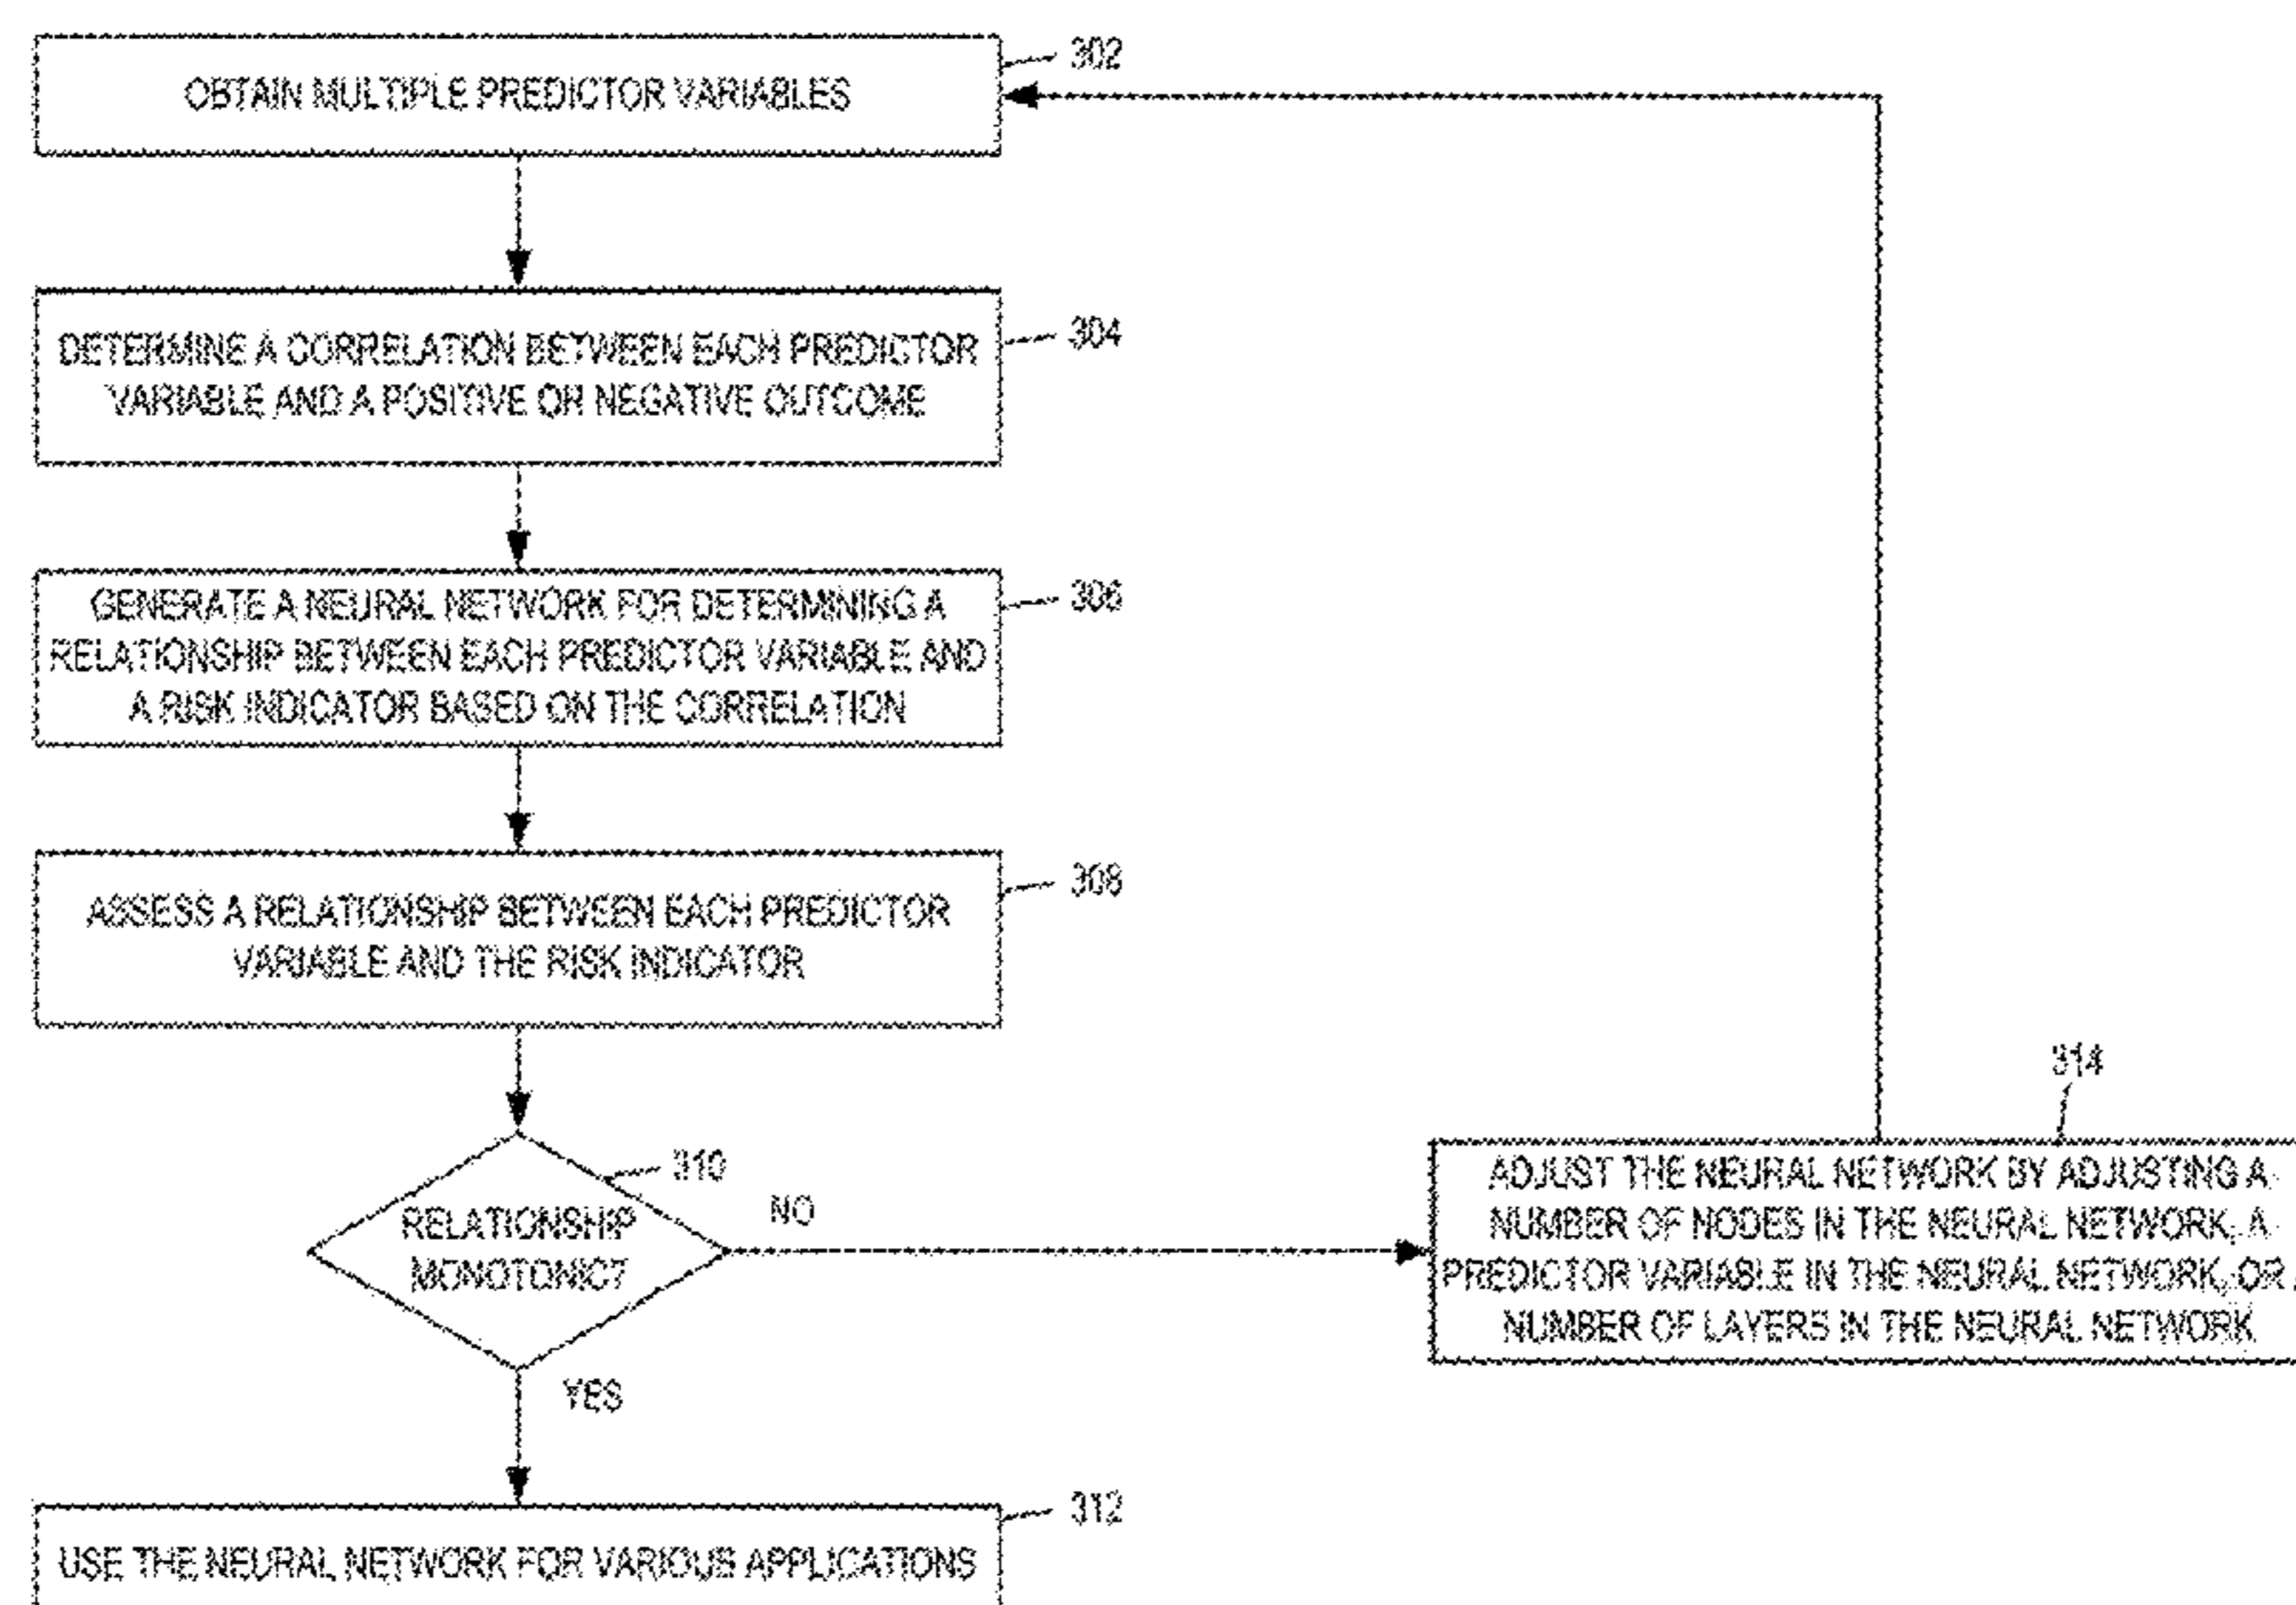 302
OBTAIN MULTIPLE PREDICTOR VARIABLES
304
DETERMINE A CORRELATION BETWEEN EACH PREDICTOR
VARIABLE AND A POSITIVE OR NEGATIVE OUTCOME
306
GENERATE A NEURAL NETWORK FOR DETERMINING A
RELATIONSHIP BETWEEN EACH PREDICTOR VARIABLE AND
A RISK INDICATOR BASED ON THE CORRELATION
308
ASSESS A RELATIONSHIP BETWEEN EACH PREDICTOR
VARIABLE AND THE RISK INDICATOR
310
RELATIONSHIP
MONOTONIC?
NO
YES
314
ADJUST THE NEURAL NETWORK BY ADJUSTING A
NUMBER OF NODES IN THE NEURAL NETWORK, A
PREDICTOR VARIABLE IN THE NEURAL NETWORK, OR
NUMBER OF LAYERS IN THE NEURAL NETWORK
312
USE THE NEURAL NETWORK FOR VARIOUS APPLICATIONS